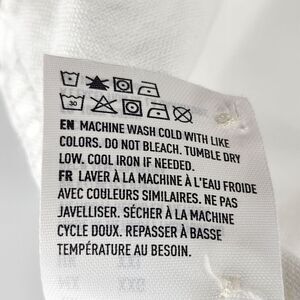 30
EN MACHINE WASH COLD WITH LIKE
COLORS. DO NOT BLEACH. TUMBLE DRY
LOW. COOL IRON IF NEEDED.
FR LAVER À LA MACHINE À L'EAU FROIDE
AVEC COULEURS SIMILAIRES. NE PAS
JAVELLISER. SÉCHER À LA MACHINE
CYCLE DOUX. REPASSER À BASSE
TEMPÉRATURE AU BESOIN.